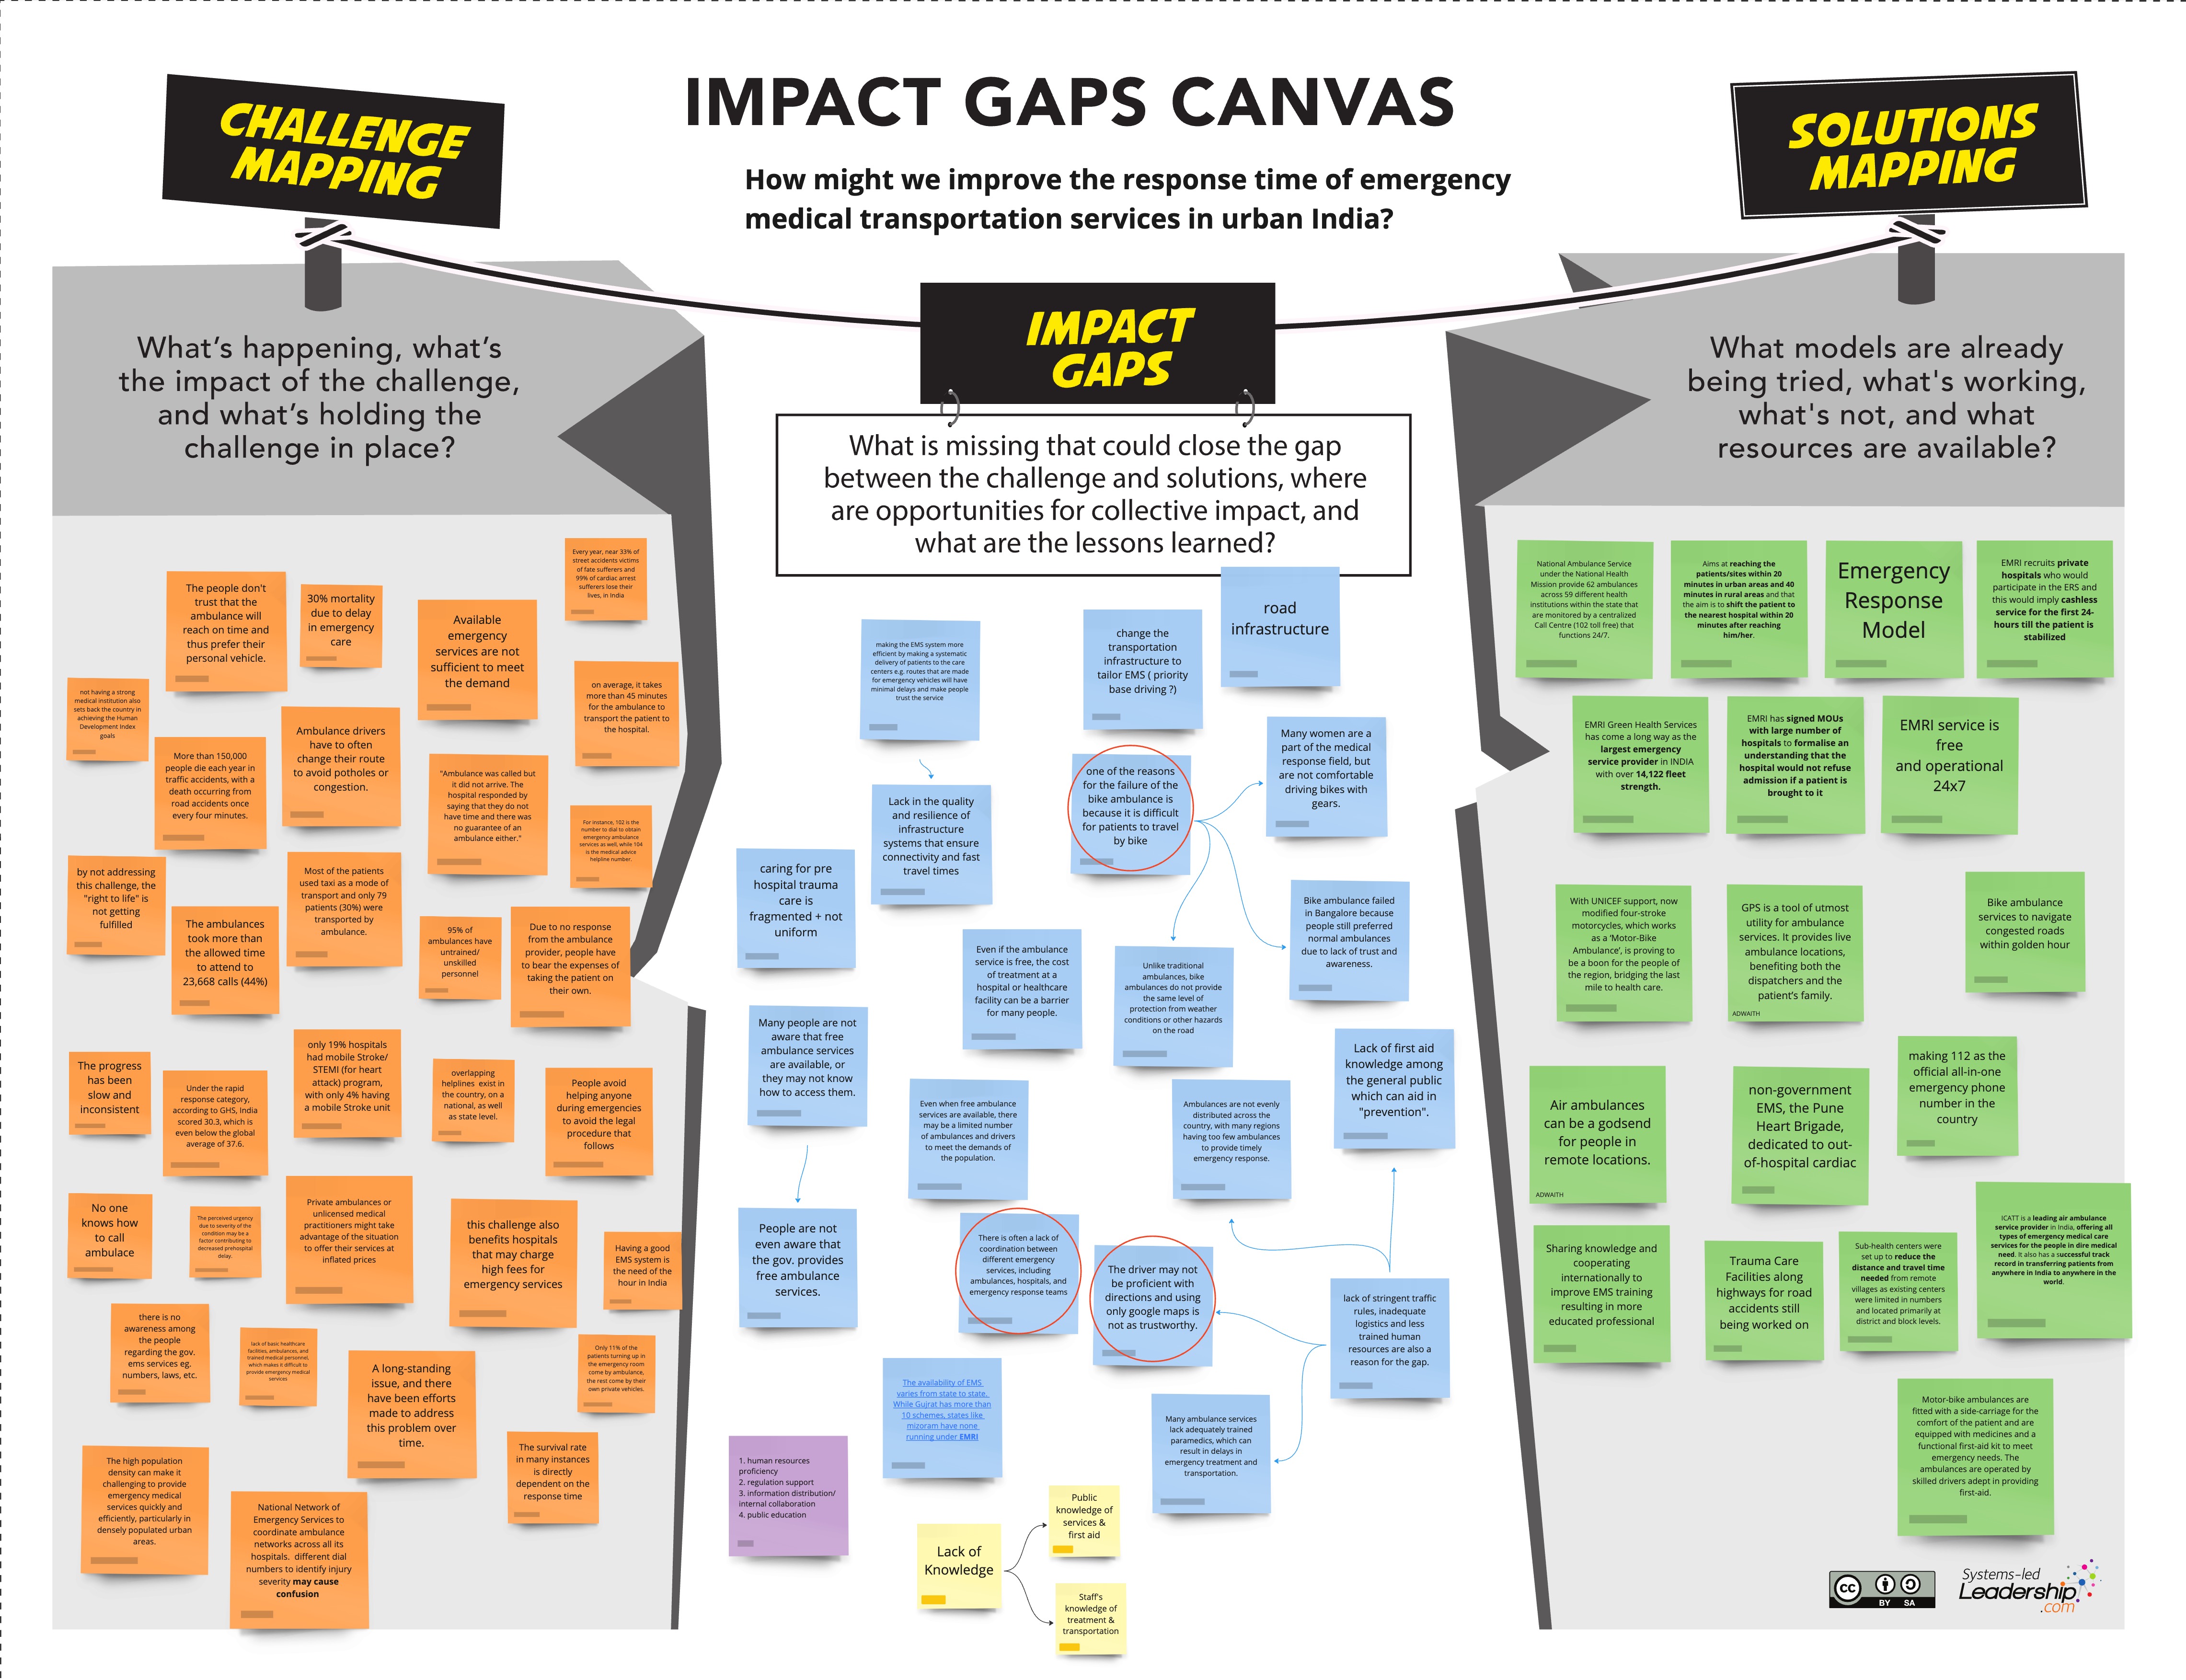 IMPACT GAPS CANVAS
How might we improve the response time of emergency
medical transportation services in urban India?
CHALLENGE
MAPPING
What's happening, what's
the impact of the challenge,
and what's holding the
challenge in place?
Every year, near 33% of
street accidents victims
of fate sufferers and
99% of cardiac arrest
sufferers lose their
lives, in India
The people don't
trust that the
ambulance will
reach on time and
thus prefer their
personal vehicle.
30% mortality
due to delay
in emergency
care
Available
emergency
services are not
sufficient to meet
the demand
on average, it takes
more than 45 minutes
for the ambulance to
transport the patient to
the hospital.
not having a strong
medical institution also
sets back the country in
achieving the Human
Development Index
goals
More than 150,000
people die each year in
traffic accidents, with a
death occurring from
road accidents once
every four minutes.
Ambulance drivers
have to often
change their route
to avoid potholes or
congestion.
"Ambulance was called but
it did not arrive. The
hospital responded by
saying that they do not
have time and there was
no guarantee of an
ambulance either."
For instance, 102 is the
number to dial to obtain
emergency ambulance
services as well, while 104
is the medical advice
helpline number.
by not addressing
this challenge, the
"right to life" is
not getting
fulfilled
The ambulances
took more than
the allowed time
to attend to
23,668 calls (44%)
Most of the patients
used taxi as a mode of
transport and only 79
patients (30%) were
transported by
ambulance.
95% of
ambulances have
untrained/
unskilled
personnel
Due to no response
from the ambulance
provider, people have
to bear the expenses of
taking the patient on
their own.
The progress
has been
slow and
inconsistent
Under the rapid
response category,
according to GHS, India
scored 30.3, which is
even below the global
average of 37.6.
only 19% hospitals
had mobile Stroke/
STEMI (for heart
attack) program,
with only 4% having
a mobile Stroke unit
overlapping
helplines exist in
the country, on a
national, as well
as state level.
People avoid
helping anyone
during emergencies
to avoid the legal
procedure that
follows
No one
knows how
to call
ambulace
The perceived urgency
due to severity of the
condition may be a
factor contributing to
decreased prehospital
delay.
Private ambulances or
unlicensed medical
practitioners might take
advantage of the situation
to offer their services at
inflated prices
this challenge also
benefits hospitals
that may charge
high fees for
emergency services
Having a good
EMS system is
the need of the
hour in India
there is no
awareness among
the people
regarding the gov.
ems services eg.
numbers, laws, etc.
lack of basic healthcare
facilities, ambulances, and
trained medical personnel,
which makes it difficult to
provide emergency medical
services
A long-standing
issue, and there
have been efforts
made to address
this problem over
time.
Only 11% of the
patients turning up in
the emergency room
come by ambulance,
the rest come by their
own private vehicles.
The high population
density can make it
challenging to provide
emergency medical
services quickly and
efficiently, particularly in
densely populated urban
areas.
National Network of
Emergency Services to
coordinate ambulance
networks across all its
hospitals. different dial
numbers to identify injury
severity may cause
confusion
The survival rate
in many instances
is directly
dependent on the
response time
IMPACT
GAPS
What is missing that could close the gap
between the challenge and solutions, where
are opportunities for collective impact, and
what are the lessons learned?
making the EMS system more
efficient by making a systematic
delivery of patients to the care
centers e.g. routes that are made
for emergency vehicles will have
minimal delays and make people
trust the service
change the
transportation
infrastructure to
tailor EMS ( priority
base driving ?)
road
infrastructure
Lack in the quality
and resilience of
infrastructure
systems that ensure
connectivity and fast
travel times
one of the reasons
for the failure of the
bike ambulance is
because it is difficult
for patients to travel
by bike
Many women are a
part of the medical
response field, but
are not comfortable
driving bikes with
gears.
caring for pre
hospital trauma
care is
fragmented + not
uniform
Even if the ambulance
service is free, the cost
of treatment at a
hospital or healthcare
facility can be a barrier
for many people.
Unlike traditional
ambulances, bike
ambulances do not provide
the same level of
protection from weather
conditions or other hazards
on the road
Bike ambulance failed
in Bangalore because
people still preferred
normal ambulances
due to lack of trust and
awareness.
Many people are not
aware that free
ambulance services
are available, or
they may not know
how to access them.
Even when free ambulance
services are available, there
may be a limited number
of ambulances and drivers
to meet the demands of
the population.
Ambulances are not evenly
distributed across the
country, with many regions
having too few ambulances
to provide timely
emergency response.
Lack of first aid
knowledge among
the general public
which can aid in
"prevention".
People are not
even aware that
the gov. provides
free ambulance
services.
There is often a lack of
coordination between
different emergency
services, including
ambulances, hospitals, and
emergency response teams
The driver may not
be proficient with
directions and using
only google maps is
not as trustworthy.
lack of stringent traffic
rules, inadequate
logistics and less
trained human
resources are also a
reason for the gap.
The availability of EMS
varies from state to state.
While Gujrat has more than
10 schemes, states like
mizoram have none
running under EMRI
Many ambulance services
lack adequately trained
paramedics, which can
result in delays in
emergency treatment and
transportation.
1. human resources
proficiency
2. regulation support
3. information distribution/
internal collaboration
4. public education
Lack of
Knowledge
Public
knowledge of
services &
first aid
Staff's
knowledge of
treatment &
transportation
SOLUTIONS
MAPPING
What models are already
being tried, what's working,
what's not, and what
resources are available?
National Ambulance Service
under the National Health
Mission provide 62 ambulances
across 59 different health
institutions within the state that
are monitored by a centralized
Call Centre (102 toll free) that
functions 24/7.
Aims at reaching the
patients/sites within 20
minutes in urban areas and 40
minutes in rural areas and that
the aim is to shift the patient to
the nearest hospital within 20
minutes after reaching
him/her.
Emergency
Response
Model
EMRI recruits private
hospitals who would
participate in the ERS and
this would imply cashless
service for the first 24-
hours till the patient is
stabilized
EMRI Green Health Services
has come a long way as the
largest emergency
service provider in INDIA
with over 14,122 fleet
strength.
EMRI has signed MOUs
with large number of
hospitals to formalise an
understanding that the
hospital would not refuse
admission if a patient is
brought to it
EMRI service is
free
and operational
24x7
With UNICEF support, now
modified four-stroke
motorcycles, which works
as a 'Motor-Bike
Ambulance', is proving to
be a boon for the people of
the region, bridging the last
mile to health care.
GPS is a tool of utmost
utility for ambulance
services. It provides live
ambulance locations,
benefiting both the
dispatchers and the
patient's family.
ADWAITH
Bike ambulance
services to navigate
congested roads
within golden hour
Air ambulances
can be a godsend
for people in
remote locations.
ADWAITH
non-government
EMS, the Pune
Heart Brigade,
dedicated to out-
of-hospital cardiac
making 112 as the
official all-in-one
emergency phone
number in the
country
Sharing knowledge and
cooperating
internationally to
improve EMS training
resulting in more
educated professional
Trauma Care
Facilities along
highways for road
accidents still
being worked on
Sub-health centers were
set up to reduce the
distance and travel time
needed from remote
villages as existing centers
were limited in numbers
and located primarily at
district and block levels.
ICATT is a leading air ambulance
service provider in India, offering all
types of emergency medical care
services for the people in dire medical
need. It also has a successful track
record in transferring patients from
anywhere in India to anywhere in the
world.
Motor-bike ambulances are
fitted with a side-carriage for the
comfort of the patient and are
equipped with medicines and a
functional first-aid kit to meet
emergency needs. The
ambulances are operated by
skilled drivers adept in providing
first-aid.
cc BY SA
Systems-led
Leadership
.com